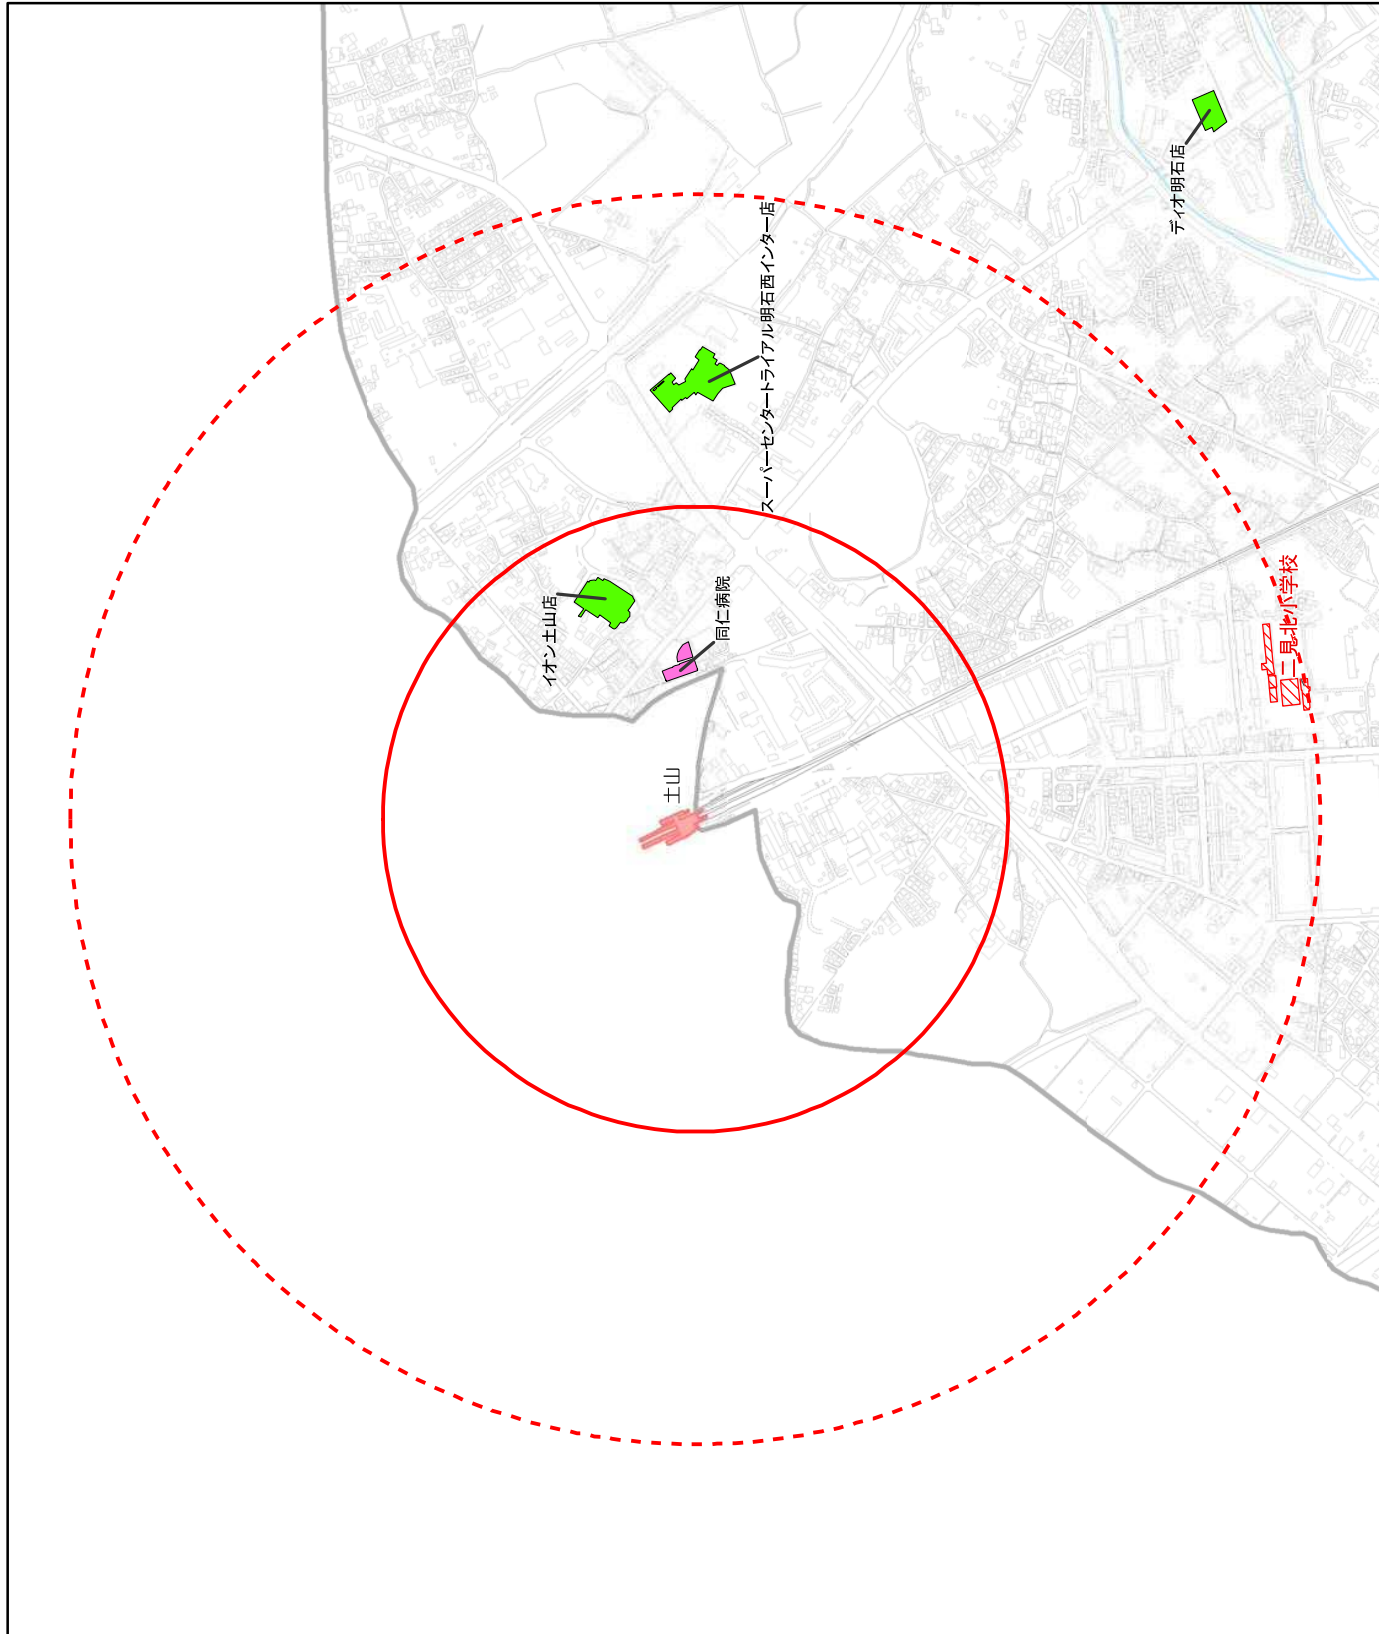 イオン土山店
土山
同仁病院
スーパーセンタートライアル明石西インター店
ディオ明石店
二見北小学校